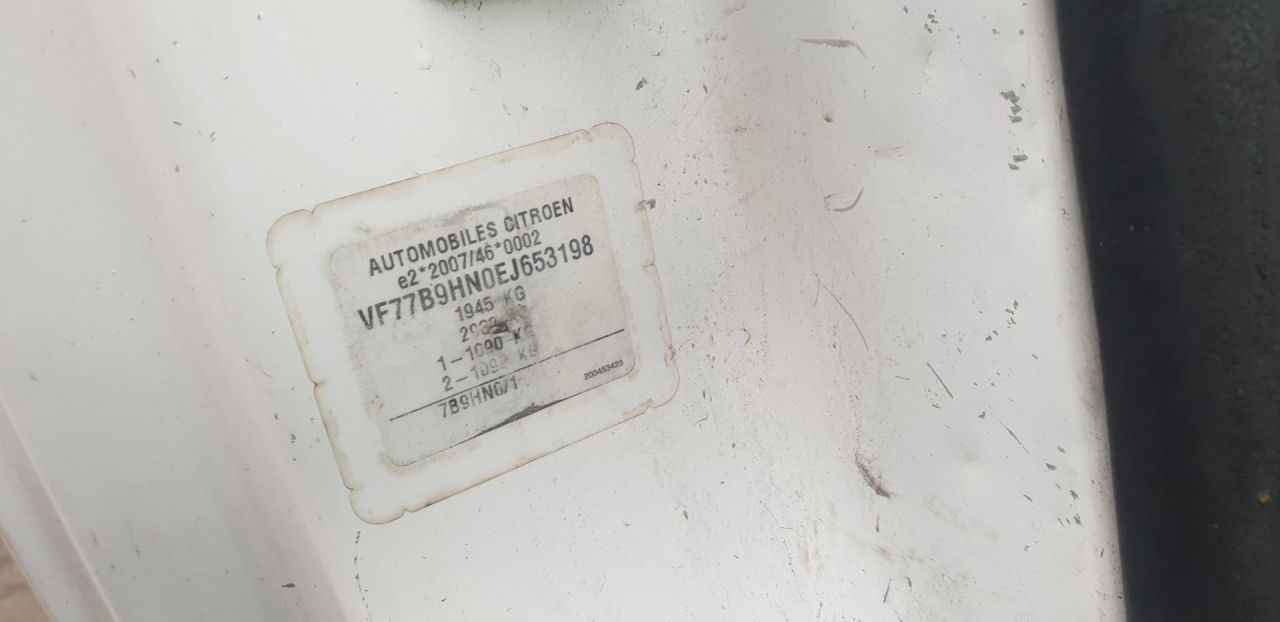 AUTOMOBILES CITROEN
e2*2007/46*0002
VF77B9HN0EJ653198
1945 KG
1-1090 KG
7B9HN0/1
200453423